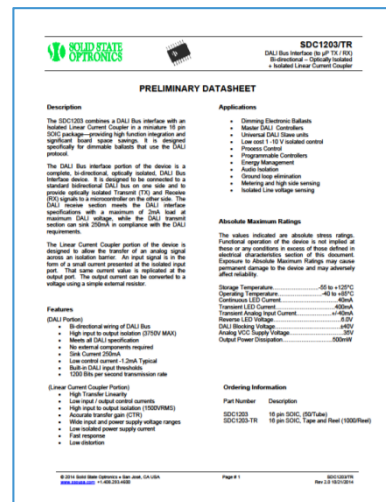 SOLID STATE
OPTRONICS
SDC1203/TR
DALI Bus Interface (to µP TX / RX)
Bi-directional – Optically Isolated
+ Isolated Linear Current Coupler
PRELIMINARY DATASHEET
Description
The SDC1203 combines a DALI Bus interface with an
Isolated Linear Current Coupler in a miniature 16 pin
SOIC package—providing high function integration and
significant board space savings. It is designed
specifically for dimmable ballasts that use the DALI
protocol.
The DALI Bus interface portion of the device is a
complete, bi-directional, optically isolated, DALI Bus
Interface device. It is designed to be connected to a
standard bidirectional DALI bus on one side and to
provide optically isolated Transmit (TX) and Receive
(RX) signals to a microcontroller on the other side. The
DALI receive section meets the DALI interface
specifications with a maximum of 2mA load at
maximum DALI voltage, while the DALI transmit
section can sink 250mA in compliance with the DALI
requirements.
The Linear Current Coupler portion of the device is
designed to allow the transfer of an analog signal
across an isolation barrier. An input signal is in the
form of a small current presented at the isolated input
port. That same current value is replicated at the
output port. The output current can be converted to a
voltage using a simple external resistor.
Features
(DALI Portion)
• Bi-directional wiring of DALI Bus
• High input to output isolation (3750V MAX)
• Meets all DALI specification
• No external components required
• Sink Current 250mA
• Low control current -1.2mA Typical
• Built-in DALI input thresholds
• 1200 Bits per second transmission rate
(Linear Current Coupler Portion)
• High Transfer Linearity
• Low input / output control currents
• High input to output isolation (1500VRMS)
• Accurate transfer gain (CTR)
• Wide input and power supply voltage ranges
• Low isolated power supply current
• Fast response
• Low distortion
Applications
• Dimming Electronic Ballasts
• Master DALI Controllers
• Universal DALI Slave units
• Low cost 1 -10 V isolated control
• Process Control
• Programmable Controllers
• Energy Management
• Audio Isolation
• Ground loop elimination
• Metering and high side sensing
• Isolated Line voltage sensing
Absolute Maximum Ratings
The values indicated are absolute stress ratings.
Functional operation of the device is not implied at
these or any conditions in excess of those defined in
electrical characteristics section of this document.
Exposure to Absolute Maximum Ratings may cause
permanent damage to the device and may adversely
affect reliability.
Storage Temperature...-55 to +125°C
Operating Temperature...-40 to +85°C
Continuous LED Current...40mA
Transient LED Current...400mA
Transient Analog Input Current...+/-40mA
Reverse LED Voltage...6.0V
DALI Blocking Voltage...±40V
Analog VCC Supply Voltage...35V
Output Power Dissipation...500mW
Ordering Information
Part Number Description
SDC1203 16 pin SOIC, (50/Tube)
SDC1203-TR 16 pin SOIC, Tape and Reel (1000/Reel)
© 2014 Solid State Optronics • San José, CA USA
www.ssousa.com • +1.408.293.4600
Page # 1
SDC1203/TR
Rev 2.0 10/21/2014